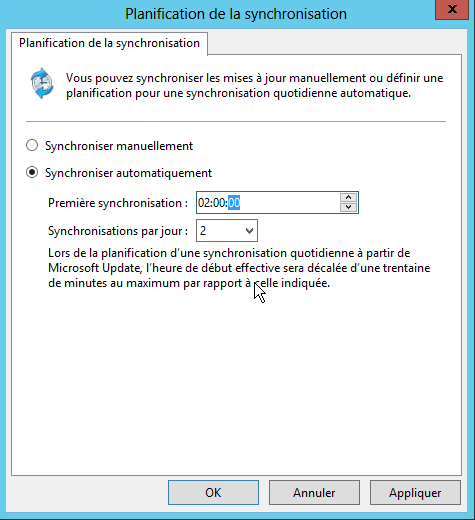 Planification de la synchronisation
x
Planification de la synchronisation
Vous pouvez synchroniser les mises à jour manuellement ou définir une
planification pour une synchronisation quotidienne automatique.
Synchroniser manuellement
Synchroniser automatiquement
Première synchronisation : 02:00:00
Synchronisations par jour : 2
Lors de la planification d'une synchronisation quotidienne à partir de
Microsoft Update, l'heure de début effective sera décalée d'une trentaine
de minutes au maximum par rapport à celle indiquée.
OK Annuler Appliquer